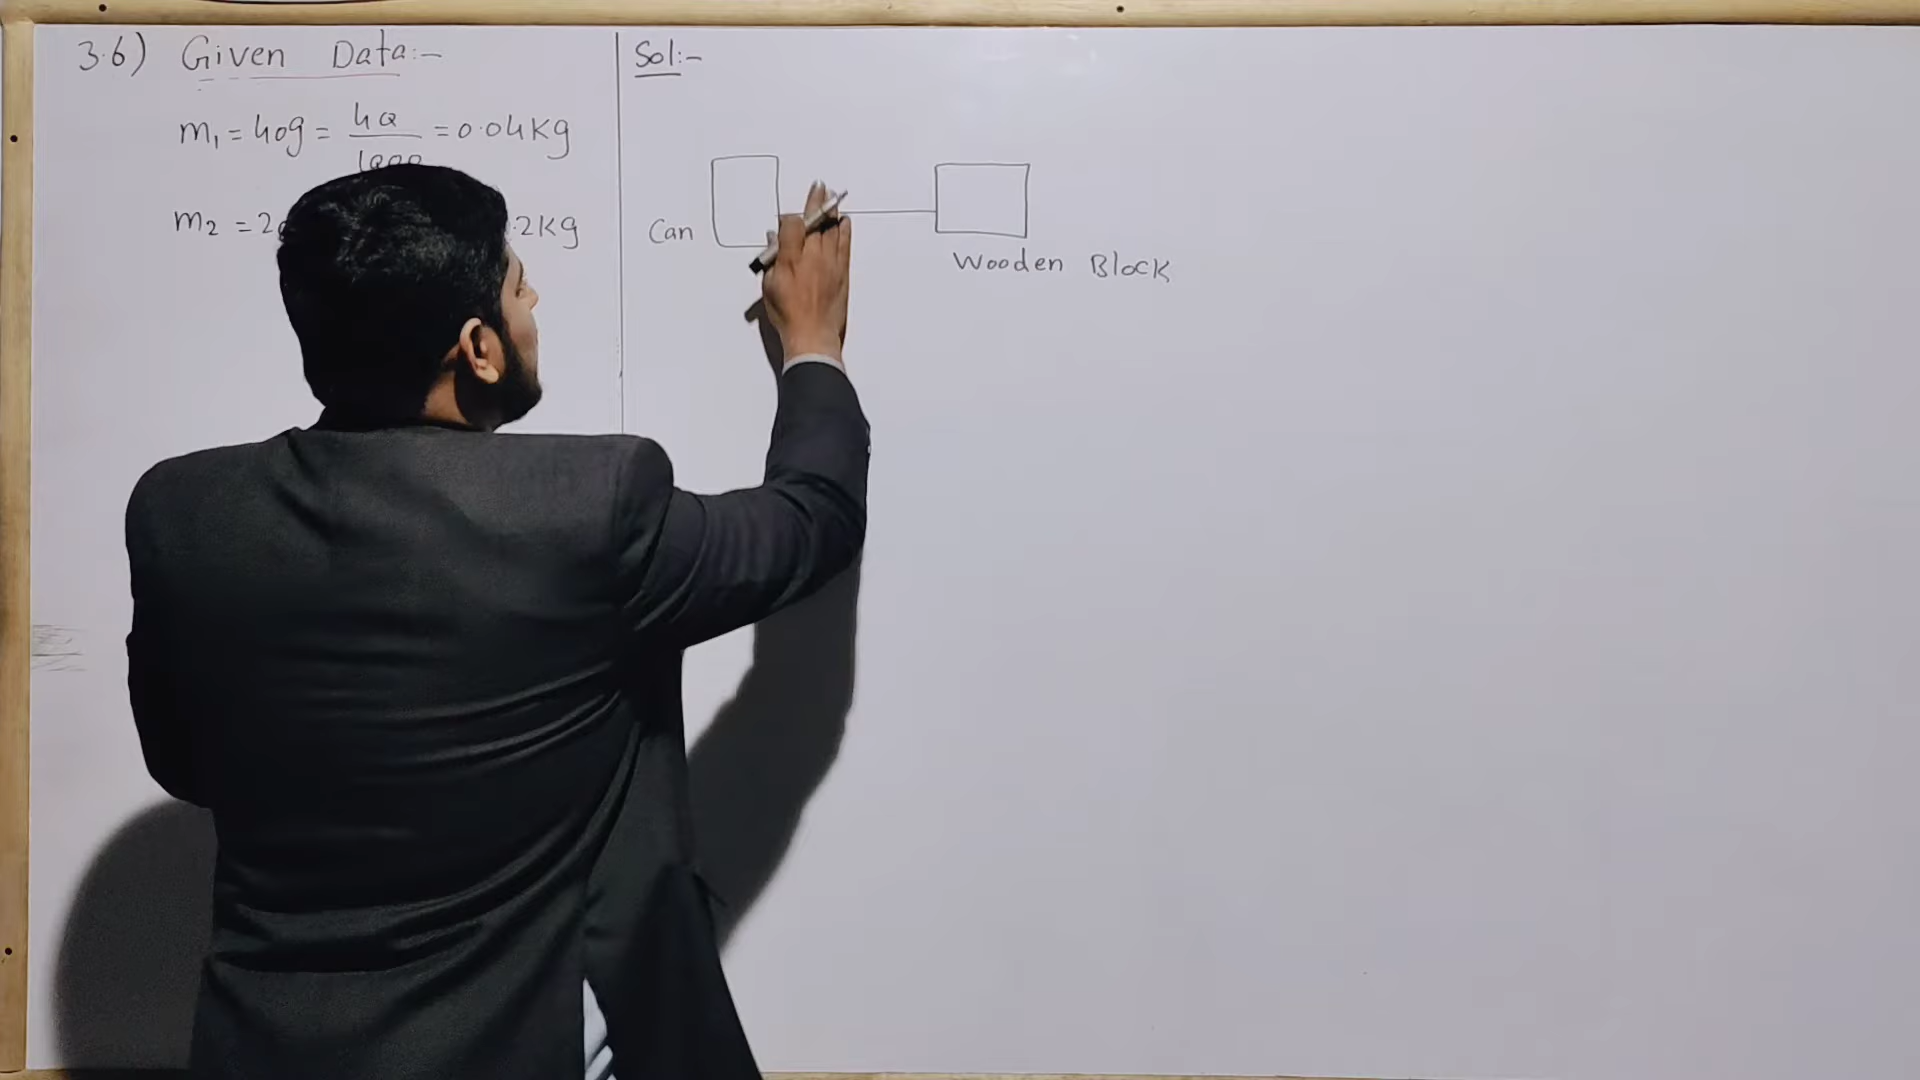 3.6) Given Data:-
m₁ = 40g = 40/1000 = 0.04Kg
m₂ = 2 .2Kg
Sol:-
Can
Wooden Block